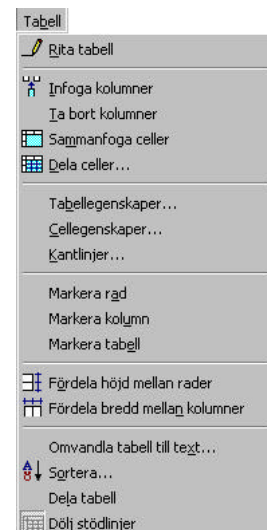 Tabell
Rita tabell
Infoga kolumner
Ta bort kolumner
Sammanfoga celler
Dela celler...
Tabellegenskaper...
Cellegenskaper...
Kantlinjer...
Markera rad
Markera kolumn
Markera tabell
Fördela höjd mellan rader
Fördela bredd mellan kolumner
Omvandla tabell till text...
Sortera...
Dela tabell
Dölj stödlinjer